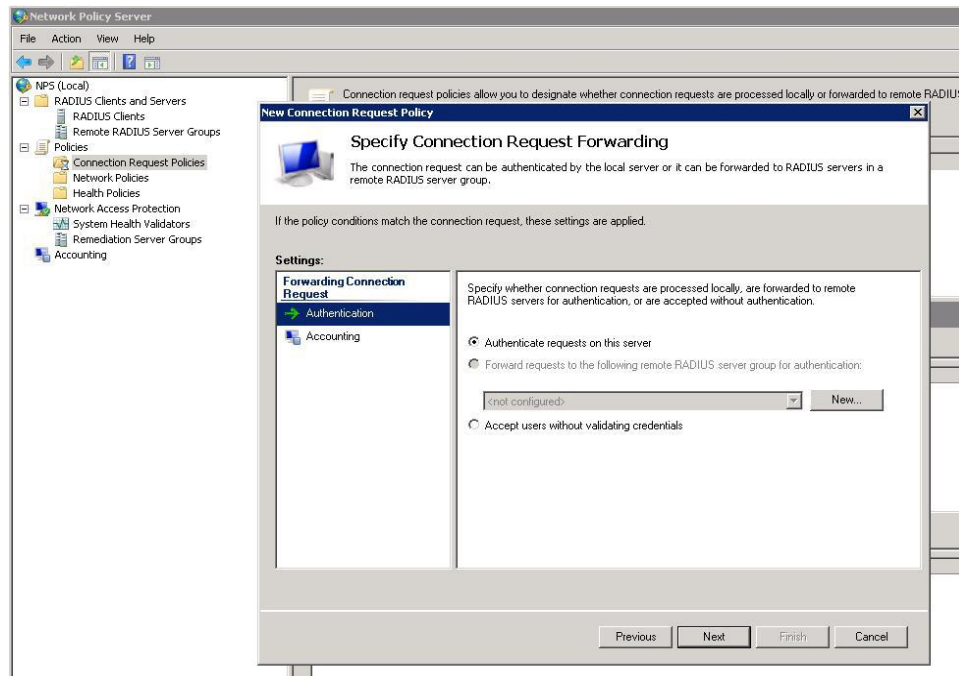 Network Policy Server
File Action View Help
NPS (Local)
RADIUS Clients and Servers
RADIUS Clients
Remote RADIUS Server Groups
Policies
Connection Request Policies
Network Policies
Health Policies
Network Access Protection
System Health Validators
Remediation Server Groups
Accounting
Connection request policies allow you to designate whether connection requests are processed locally or forwarded to remote RADIUS
New Connection Request Policy
Specify Connection Request Forwarding
The connection request can be authenticated by the local server or it can be forwarded to RADIUS servers in a
remote RADIUS server group.
If the policy conditions match the connection request, these settings are applied.
Settings:
Forwarding Connection
Request
Authentication
Accounting
Specify whether connection requests are processed locally, are forwarded to remote
RADIUS servers for authentication, or are accepted without authentication.
Authenticate requests on this server
Forward requests to the following remote RADIUS server group for authentication:
<not configured>
New...
Accept users without validating credentials
Previous Next Finish Cancel